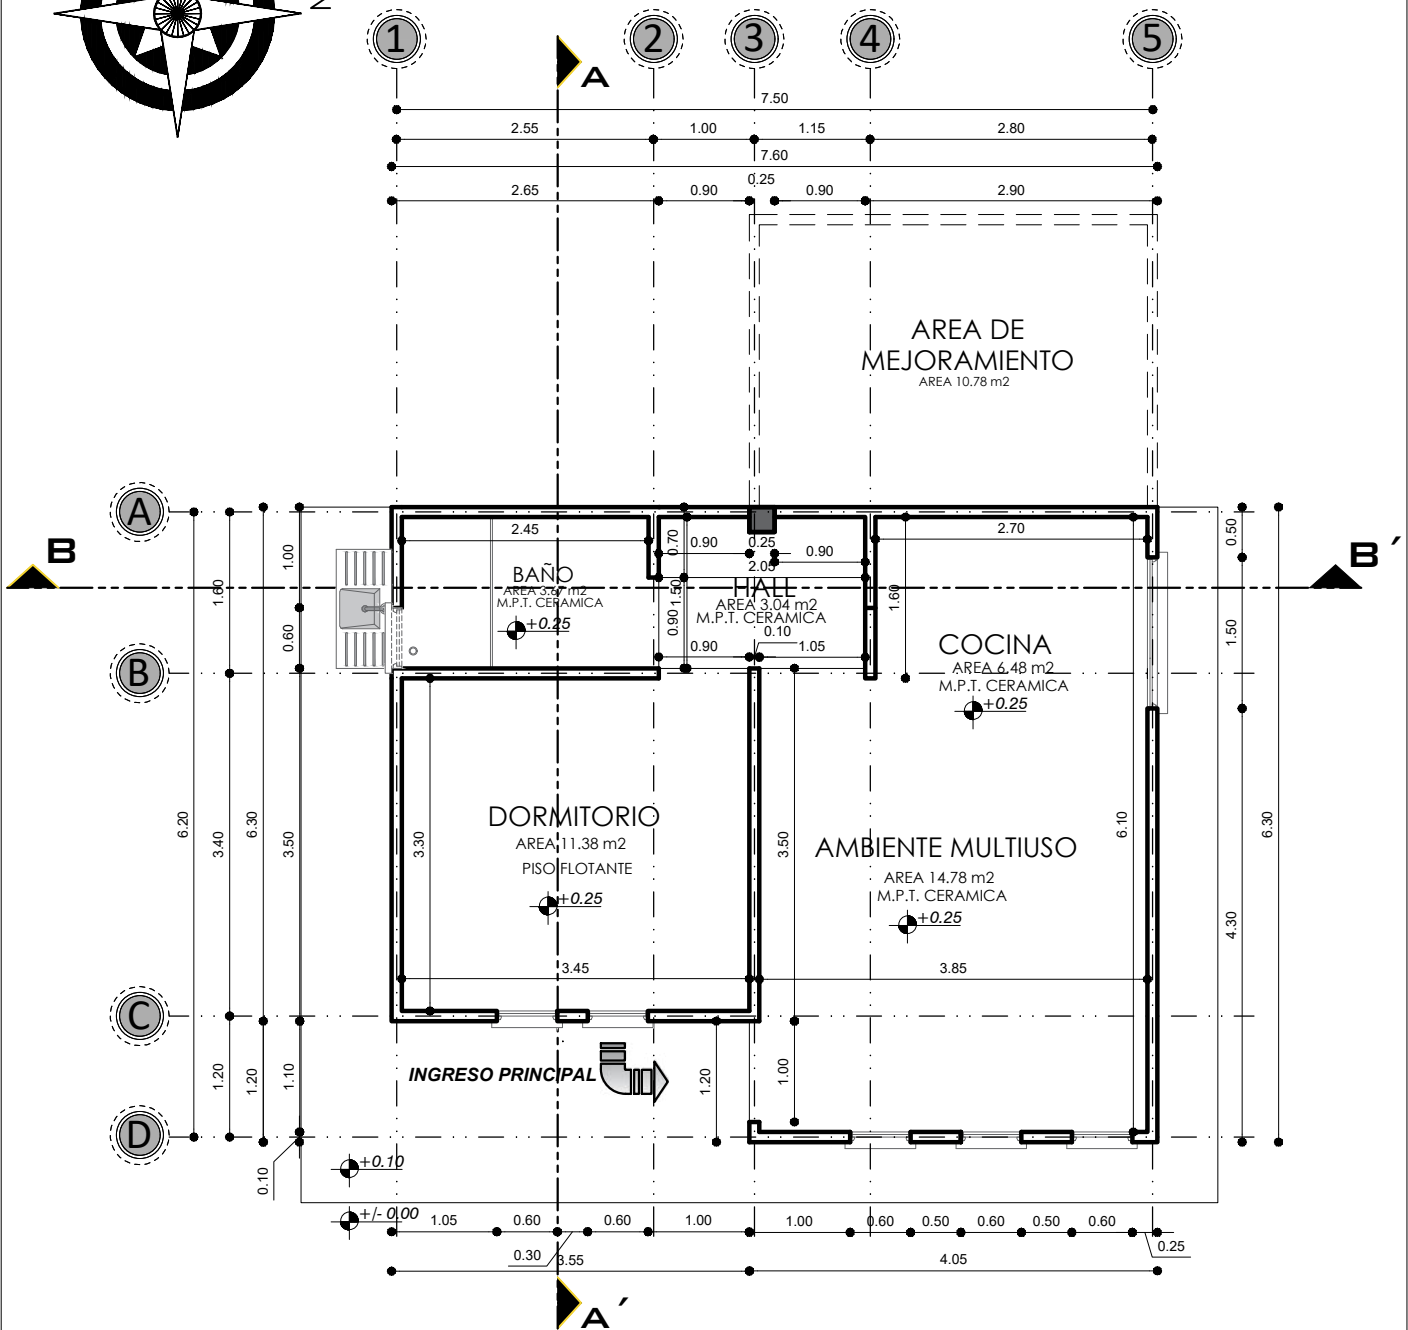 N
1
2
3
4
5
A
7.50
2.55
1.00
1.15
2.80
7.60
0.25
2.65
0.90
0.90
2.90
AREA DE
MEJORAMIENTO
AREA 10.78 m2
A
B
B´
1.00
1.60
0.60
0.50
1.50
2.45
0.70
0.90
0.25
0.90
2.70
2.05
BAÑO
M.P.T. CERAMICA
+0.25
1.50
0.90
HALL
AREA 3.04 m2
M.P.T. CERAMICA
0.10
0.90
1.05
1.60
COCINA
AREA 6.48 m2
M.P.T. CERAMICA
+0.25
B
6.20
3.40
6.30
3.50
3.30
DORMITORIO
AREA 11.38 m2
PISO FLOTANTE
+0.25
3.50
AMBIENTE MULTIUSO
AREA 14.78 m2
M.P.T. CERAMICA
+0.25
6.10
6.30
4.30
3.45
3.85
C
1.20
1.20
1.10
INGRESO PRINCIPAL
1.20
1.00
D
0.10
+0.10
+/- 0.00
1.05
0.60
0.60
1.00
1.00
0.60
0.50
0.60
0.50
0.60
0.30
0.25
3.55
4.05
A´